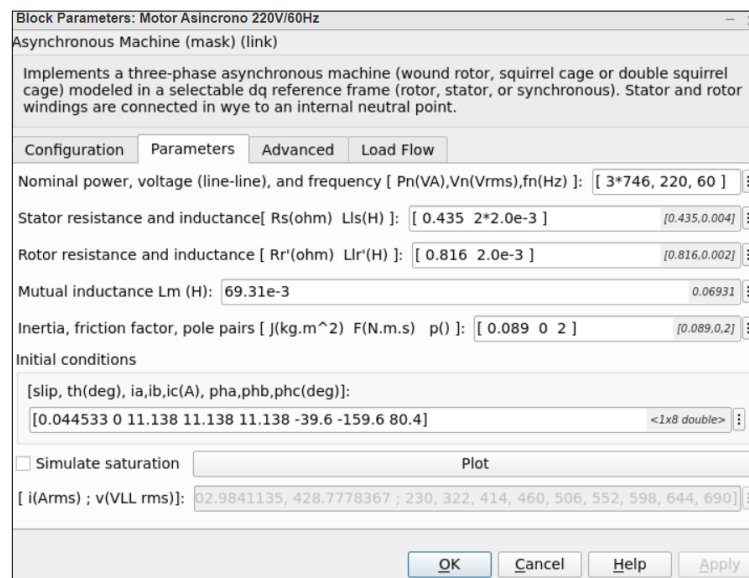 Block Parameters: Motor Asincrono 220V/60Hz
Asynchronous Machine (mask) (link)
Implements a three-phase asynchronous machine (wound rotor, squirrel cage or double squirrel
cage) modeled in a selectable dq reference frame (rotor, stator, or synchronous). Stator and rotor
windings are connected in wye to an internal neutral point.
Configuration Parameters Advanced Load Flow
Nominal power, voltage (line-line), and frequency [ Pn(VA),Vn(Vrms),fn(Hz) ]: [ 3*746, 220, 60 ]
Stator resistance and inductance[ Rs(ohm) Lls(H) ]: [ 0.435 2*2.0e-3 ] [0.435,0.004]
Rotor resistance and inductance [ Rr'(ohm) Llr'(H) ]: [ 0.816 2.0e-3 ] [0.816,0.002]
Mutual inductance Lm (H): 69.31e-3 0.06931
Inertia, friction factor, pole pairs [ J(kg.m^2) F(N.m.s) p() ]: [ 0.089 0 2 ] [0.089,0,2]
Initial conditions
[slip, th(deg), ia,ib,ic(A), pha,phb,phc(deg)]:
[0.044533 0 11.138 11.138 11.138 -39.6 -159.6 80.4] <1x8 double>
Simulate saturation Plot
[ i(Arms) ; v(VLL rms)]: 02.9841135, 428.7778367 ; 230, 322, 414, 460, 506, 552, 598, 644, 690]
OK Cancel Help Apply